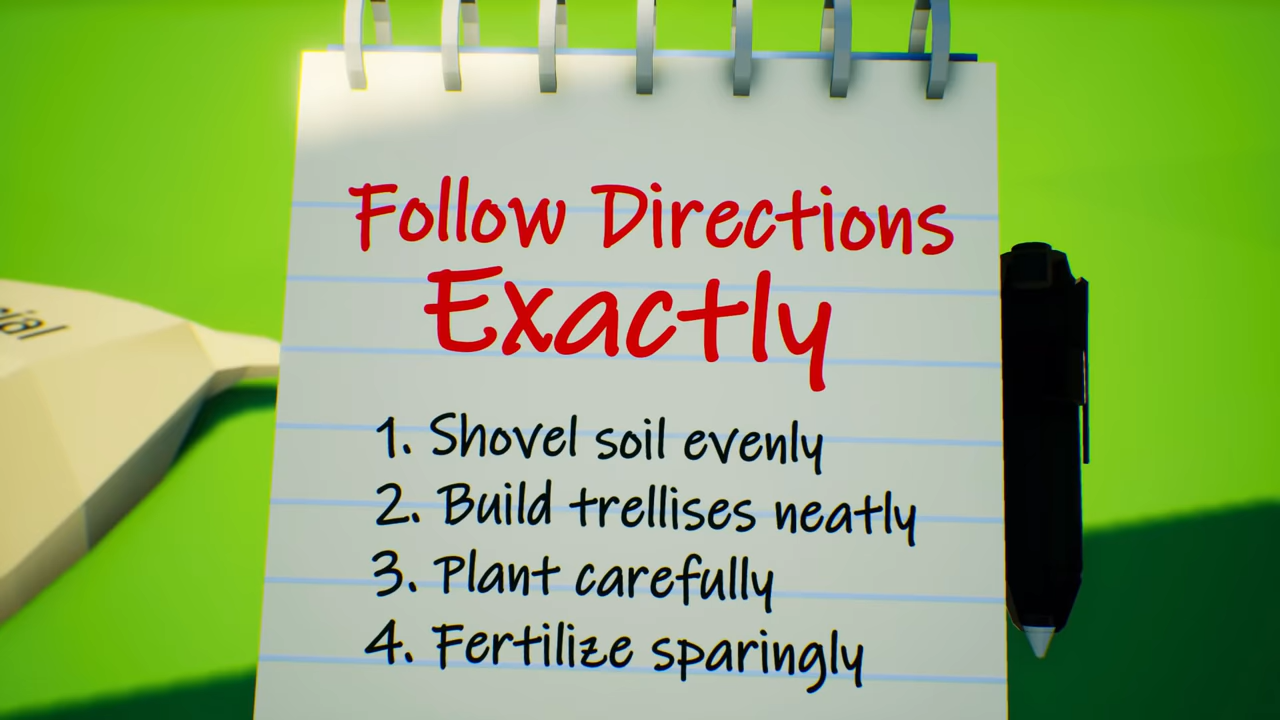 Follow Directions
Exactly
1. Shovel soil evenly
2. Build trellises neatly
3. Plant carefully
4. Fertilize sparingly